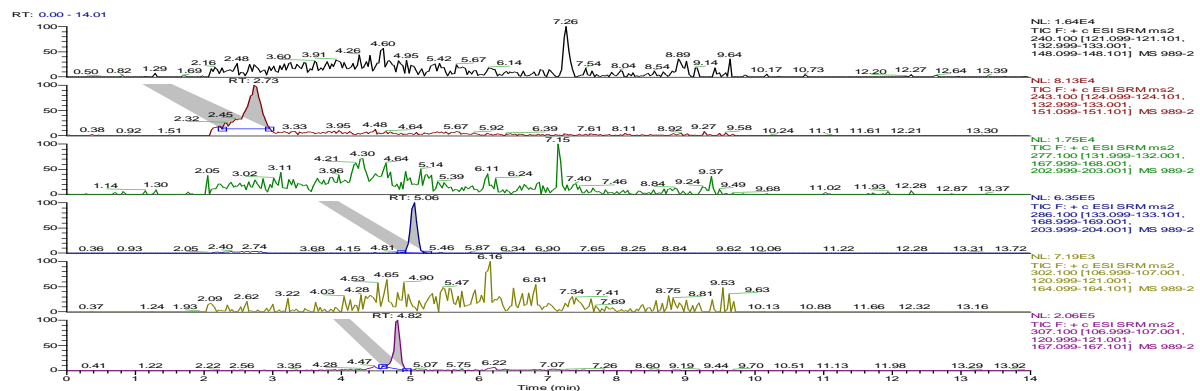 RT: 0.00 - 14.01
NL: 1.64E4
TIC F: + c ESI SRM ms2
240.100 [121.099-121.101,
132.999-133.001,
148.099-148.101] MS 989-2
100
50
0
0.50 0.82 1.29 1.69 2.16 2.48 3.60 3.91 4.26 4.60 4.95 5.42 5.67 6.14 7.26 7.54 8.04 8.54 8.89 9.14 9.64 10.17 10.73 12.20 12.27 12.64 13.39
NL: 8.13E4
TIC F: + c ESI SRM ms2
243.100 [124.099-124.101,
132.999-133.001,
151.099-151.101] MS 989-2
100
50
0
RT: 2.73
0.38 0.92 1.51 2.32 2.45 3.33 3.95 4.48 4.64 5.67 5.92 6.39 7.61 8.11 8.92 9.27 9.58 10.24 11.11 11.61 12.21 13.30
NL: 1.75E4
TIC F: + c ESI SRM ms2
277.100 [131.999-132.001,
167.999-168.001,
202.999-203.001] MS 989-2
100
50
0
1.14 1.30 2.05 3.02 3.11 3.96 4.21 4.30 4.64 5.14 5.39 6.11 6.24 7.15 7.40 7.46 8.84 9.24 9.37 9.49 9.68 11.02 11.93 12.28 12.87 13.37
NL: 6.35E5
TIC F: + c ESI SRM ms2
286.100 [133.099-133.101,
168.999-169.001,
203.999-204.001] MS 989-2
100
50
0
RT: 5.06
0.36 0.93 2.05 2.40 2.74 3.68 4.15 4.81 5.46 5.87 6.34 6.90 7.65 8.25 8.84 9.62 10.06 11.22 12.28 13.31 13.72
NL: 7.19E3
TIC F: + c ESI SRM ms2
302.100 [106.999-107.001,
120.999-121.001,
164.099-164.101] MS 989-2
100
50
0
0.37 1.24 1.93 2.09 2.62 3.22 4.03 4.28 4.53 4.65 4.90 5.47 6.16 6.81 7.34 7.41 7.69 8.75 8.81 9.53 9.63 10.13 10.88 11.66 12.32 13.16
NL: 2.06E5
TIC F: + c ESI SRM ms2
307.100 [106.999-107.001,
120.999-121.001,
167.099-167.101] MS 989-2
100
50
0
RT: 4.82
0.41 1.22 2.22 2.56 3.35 4.28 4.47 5.07 5.75 6.22 7.07 7.26 8.60 9.19 9.44 9.70 10.51 11.13 11.98 13.29 13.92
0 1 2 3 4 5 6 7 8 9 10 11 12 13 14
Time (min)